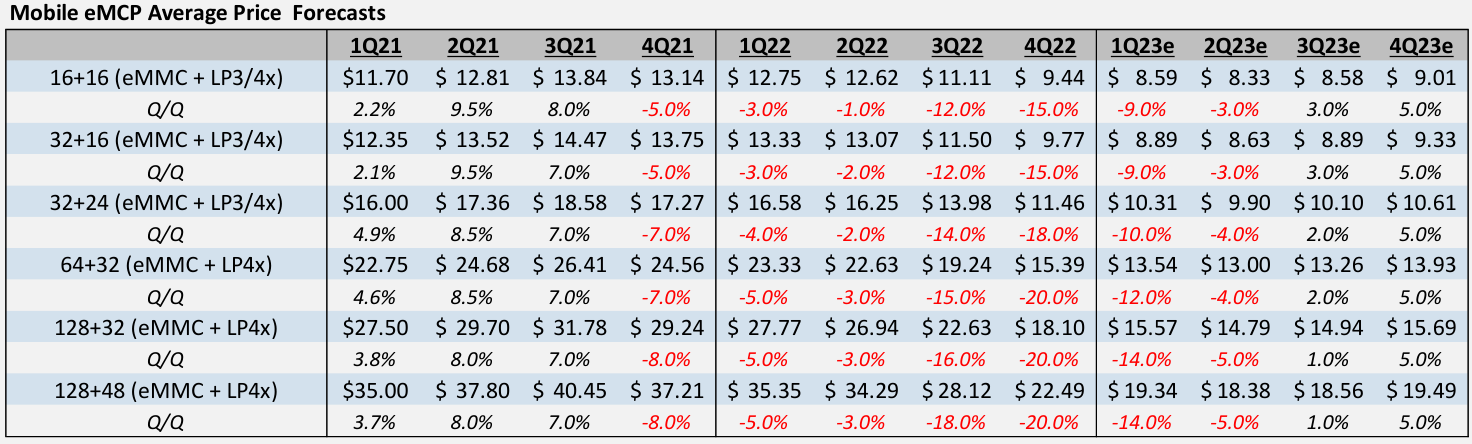 Mobile eMCP Average Price Forecasts
1Q21 2Q21 3Q21 4Q21 1Q22 2Q22 3Q22 4Q22 1Q23e 2Q23e 3Q23e 4Q23e
16+16 (eMMC + LP3/4x) $11.70 $ 12.81 $ 13.84 $ 13.14 $ 12.75 $ 12.62 $ 11.11 $ 9.44 $ 8.59 $ 8.33 $ 8.58 $ 9.01
Q/Q 2.2% 9.5% 8.0% -5.0% -3.0% -1.0% -12.0% -15.0% -9.0% -3.0% 3.0% 5.0%
32+16 (eMMC + LP3/4x) $12.35 $ 13.52 $ 14.47 $ 13.75 $ 13.33 $ 13.07 $ 11.50 $ 9.77 $ 8.89 $ 8.63 $ 8.89 $ 9.33
Q/Q 2.1% 9.5% 7.0% -5.0% -3.0% -2.0% -12.0% -15.0% -9.0% -3.0% 3.0% 5.0%
32+24 (eMMC + LP3/4x) $16.00 $ 17.36 $ 18.58 $ 17.27 $ 16.58 $ 16.25 $ 13.98 $ 11.46 $ 10.31 $ 9.90 $ 10.10 $ 10.61
Q/Q 4.9% 8.5% 7.0% -7.0% -4.0% -2.0% -14.0% -18.0% -10.0% -4.0% 2.0% 5.0%
64+32 (eMMC + LP4x) $22.75 $ 24.68 $ 26.41 $ 24.56 $ 23.33 $ 22.63 $ 19.24 $ 15.39 $ 13.54 $ 13.00 $ 13.26 $ 13.93
Q/Q 4.6% 8.5% 7.0% -7.0% -5.0% -3.0% -15.0% -20.0% -12.0% -4.0% 2.0% 5.0%
128+32 (eMMC + LP4x) $27.50 $ 29.70 $ 31.78 $ 29.24 $ 27.77 $ 26.94 $ 22.63 $ 18.10 $ 15.57 $ 14.79 $ 14.94 $ 15.69
Q/Q 3.8% 8.0% 7.0% -8.0% -5.0% -3.0% -16.0% -20.0% -14.0% -5.0% 1.0% 5.0%
128+48 (eMMC + LP4x) $35.00 $ 37.80 $ 40.45 $ 37.21 $ 35.35 $ 34.29 $ 28.12 $ 22.49 $ 19.34 $ 18.38 $ 18.56 $ 19.49
Q/Q 3.7% 8.0% 7.0% -8.0% -5.0% -3.0% -18.0% -20.0% -14.0% -5.0% 1.0% 5.0%